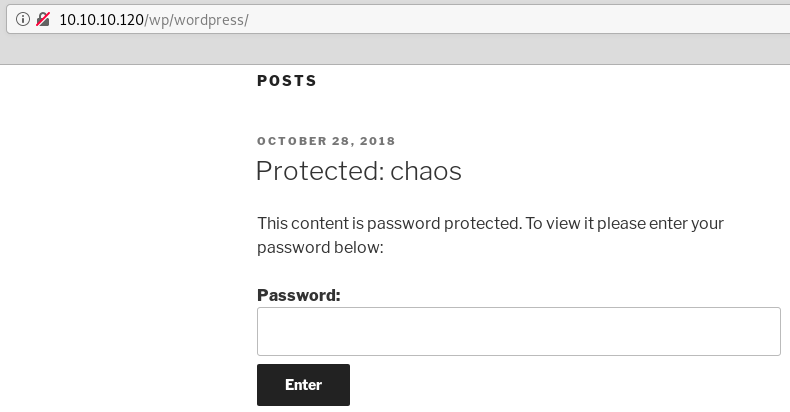 10.10.10.120/wp/wordpress/
POSTS
OCTOBER 28, 2018
Protected: chaos
This content is password protected. To view it please enter your
password below:
Password:
Enter